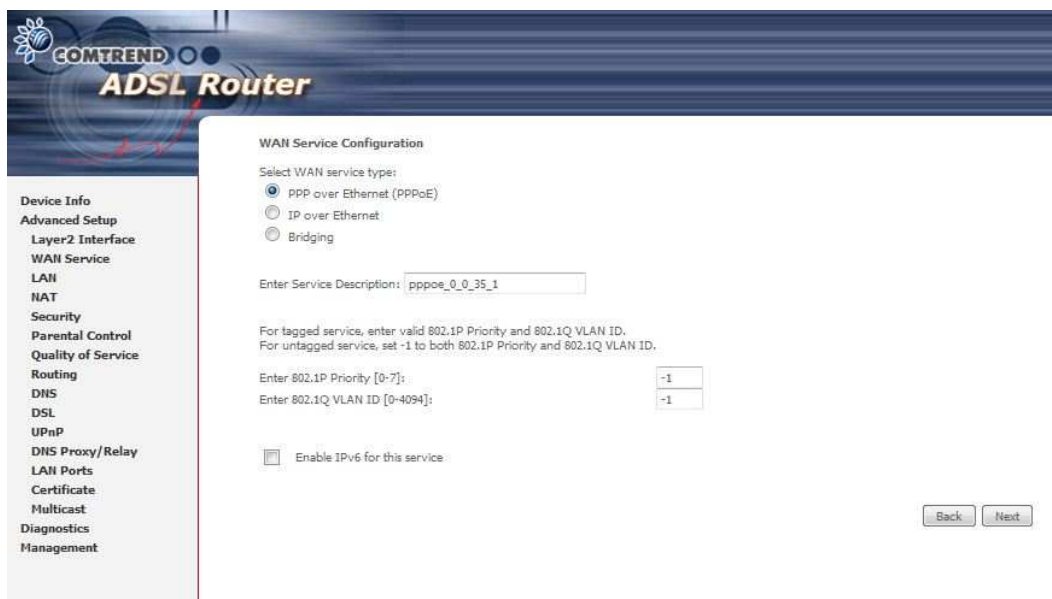 COMTREND
ADSL Router
Device Info
Advanced Setup
Layer2 Interface
WAN Service
LAN
NAT
Security
Parental Control
Quality of Service
Routing
DNS
DSL
UPnP
DNS Proxy/Relay
LAN Ports
Certificate
Multicast
Diagnostics
Management
WAN Service Configuration
Select WAN service type:
PPP over Ethernet (PPPoE)
IP over Ethernet
Bridging
Enter Service Description: pppoe_0_0_35_1
For tagged service, enter valid 802.1P Priority and 802.1Q VLAN ID.
For untagged service, set -1 to both 802.1P Priority and 802.1Q VLAN ID.
Enter 802.1P Priority [0-7]: -1
Enter 802.1Q VLAN ID [0-4094]: -1
Enable IPv6 for this service
Back Next